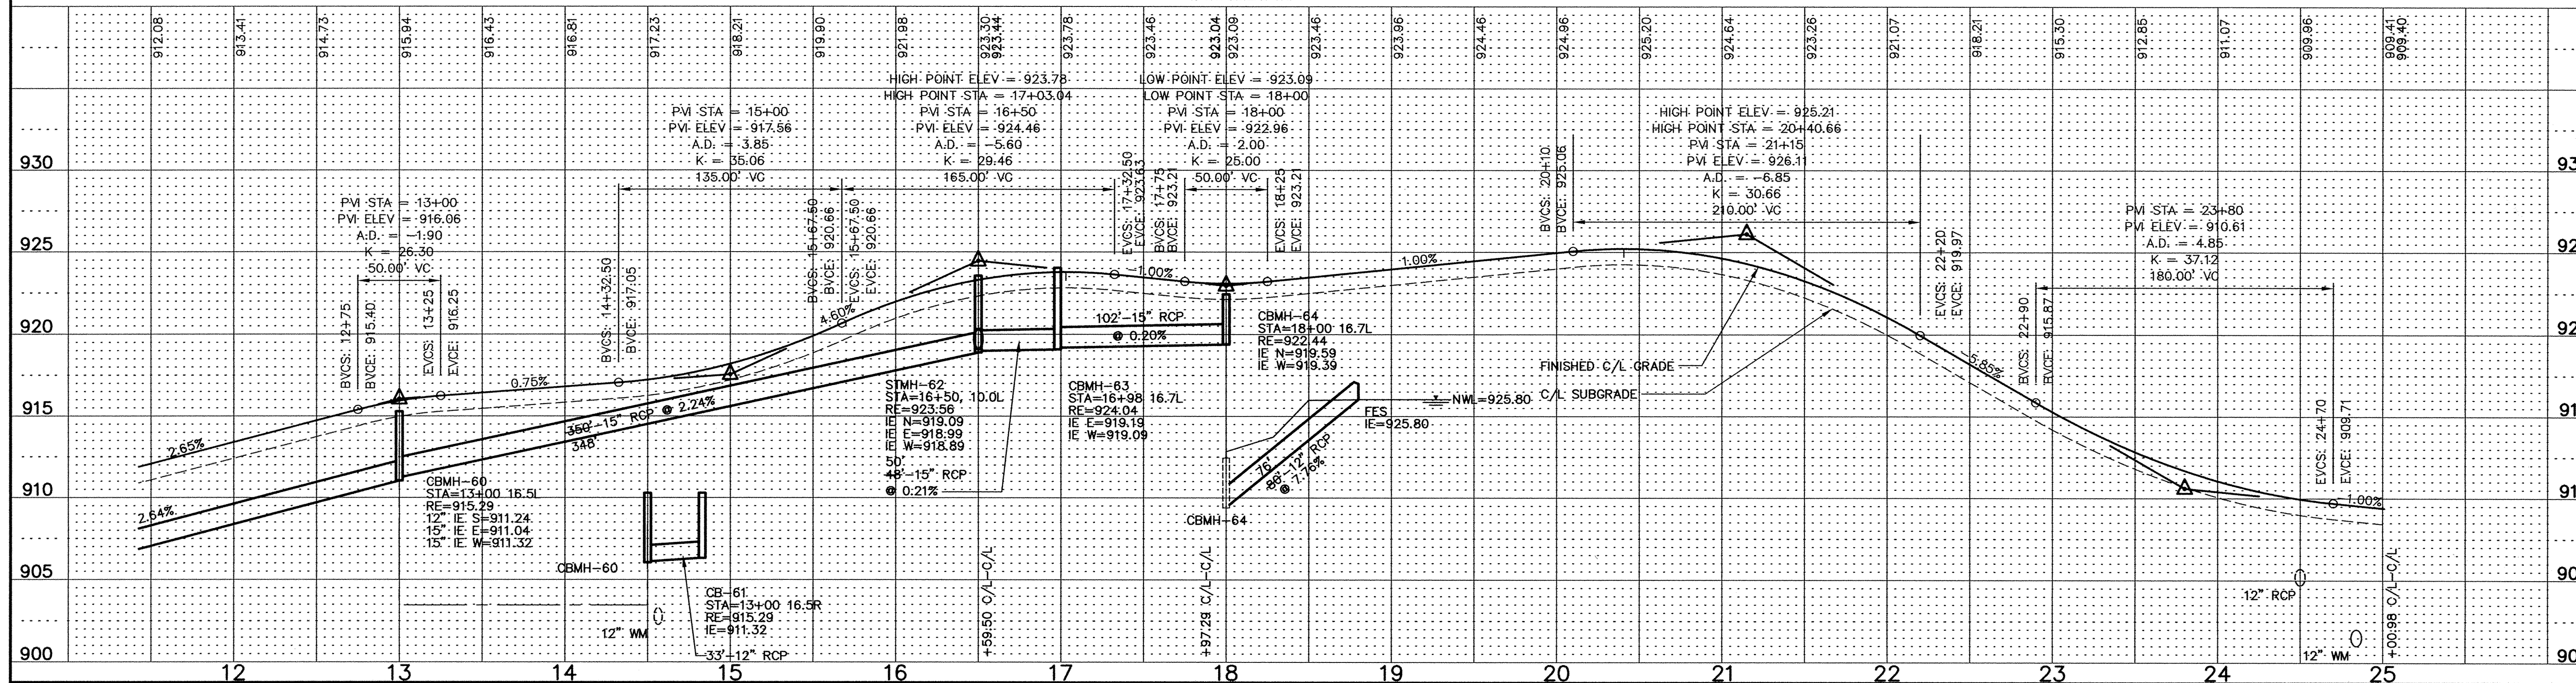 912.08
913.41
914.73
915.94
916.43
916.81
917.23
918.21
919.90
921.98
923.30
923.44
923.78
923.46
923.04
923.09
923.46
923.96
924.46
924.96
925.20
924.64
923.26
921.07
918.21
915.30
912.85
911.07
909.96
909.41
909.40
PVI STA = 13+00
PVI ELEV = 916.06
A.D. = -1.90
K = 26.30
50.00' VC
BVCS: 12+75
BVCE: 915.40
EVCS: 13+25
EVCE: 916.25
PVI STA = 15+00
PVI ELEV = 917.56
A.D. = 3.85
K = 35.06
135.00' VC
BVCS: 14+32.50
BVCE: 917.05
BVCS: 15+67.50
BVCE: 920.66
EVCS: 15+67.50
EVCE: 920.66
HIGH POINT ELEV = 923.78
HIGH POINT STA = 17+03.04
PVI STA = 16+50
PVI ELEV = 924.46
A.D. = -5.60
K = 29.46
165.00' VC
EVCS: 17+32.50
EVCE: 923.63
LOW POINT ELEV = 923.09
LOW POINT STA = 18+00
PVI STA = 18+00
PVI ELEV = 922.96
A.D. = 2.00
K = 25.00
50.00' VC
BVCS: 17+75
BVCE: 923.21
EVCS: 18+25
EVCE: 923.21
HIGH POINT ELEV = 925.21
HIGH POINT STA = 20+40.66
PVI STA = 21+15
PVI ELEV = 926.11
A.D. = -6.85
K = 30.66
210.00' VC
BVCS: 20+10
BVCE: 925.06
EVCS: 22+20
EVCE: 919.97
PVI STA = 23+80
PVI ELEV = 910.61
A.D. = 4.85
K = 37.12
180.00' VC
BVCS: 22+90
BVCE: 915.87
EVCS: 24+70
EVCE: 909.71
930
925
920
915
910
905
900
93
92
92
91
91
90
90
2.65%
0.75%
4.60%
-1.00%
1.00%
-5.85%
-1.00%
2.64%
350'-15" RCP @ 2.24%
348'
102'-15" RCP
@ 0.20%
CBMH-60
STA=13+00 16.5L
RE=915.29
12" IE S=911.24
15" IE E=911.04
15" IE W=911.32
STMH-62
STA=16+50, 10.0L
RE=923.56
IE N=919.09
IE E=918.99
IE W=918.89
50'
48'-15" RCP
@ 0.21%
CBMH-63
STA=16+98 16.7L
RE=924.04
IE E=919.19
IE W=919.09
CBMH-64
STA=18+00 16.7L
RE=922.44
IE N=919.59
IE W=919.39
NWL=925.80
FES
IE=925.80
76'
80'-12" RCP
@ 7.76%
CBMH-64
FINISHED C/L GRADE
C/L SUBGRADE
CBMH-60
CB-61
STA=13+00 16.5R
RE=915.29
IE=911.32
33'-12" RCP
12" WM
+59.50 C/L-C/L
+97.29 C/L-C/L
12" RCP
12" WM
+00.98 C/L-C/L
12
13
14
15
16
17
18
19
20
21
22
23
24
25